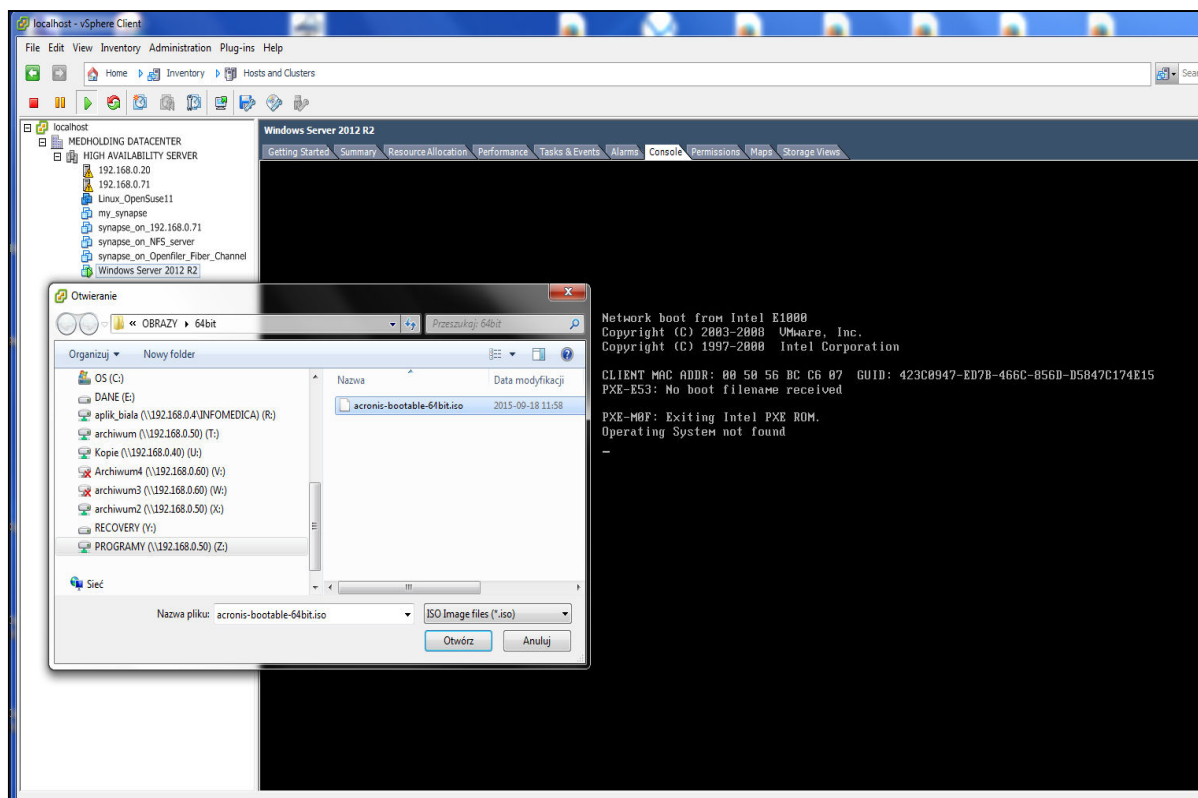 localhost - vSphere Client
File Edit View Inventory Administration Plug-ins Help
Home Inventory Hosts and Clusters
localhost
MEDHOLDING DATACENTER
HIGH AVAILABILITY SERVER
192.168.0.20
192.168.0.71
Linux_OpenSuse11
my_synapse
synapse_on_192.168.0.71
synapse_on_NFS_server
synapse_on_Openfiler_Fiber_Channel
Windows Server 2012 R2
Windows Server 2012 R2
Getting Started Summary Resource Allocation Performance Tasks & Events Alarms Console Permissions Maps Storage Views
Otwieranie
« OBRAZY 64bit
Przeszukaj: 64bit
Organizuj Nowy folder
OS (C:)
DANE (E:)
aplik_biala (\\192.168.0.4\INFOMEDICA) (R:)
archiwum (\\192.168.0.50) (T:)
Kopie (\\192.168.0.40) (U:)
Archiwum4 (\\192.168.0.60) (V:)
archiwum3 (\\192.168.0.60) (W:)
archiwum2 (\\192.168.0.50) (X:)
RECOVERY (Y:)
PROGRAMY (\\192.168.0.50) (Z:)
Sieć
Nazwa Data modyfikacji
acronis-bootable-64bit.iso 2015-09-18 11:58
Nazwa pliku: acronis-bootable-64bit.iso ISO Image files (*.iso)
Otwórz Anuluj
Network boot from Intel E1000
Copyright (C) 2003-2008 VMware, Inc.
Copyright (C) 1997-2000 Intel Corporation
CLIENT MAC ADDR: 00 50 56 BC C6 07 GUID: 423C0947-ED7B-466C-856D-D5847C174E15
PXE-E53: No boot filename received
PXE-M0F: Exiting Intel PXE ROM.
Operating System not found